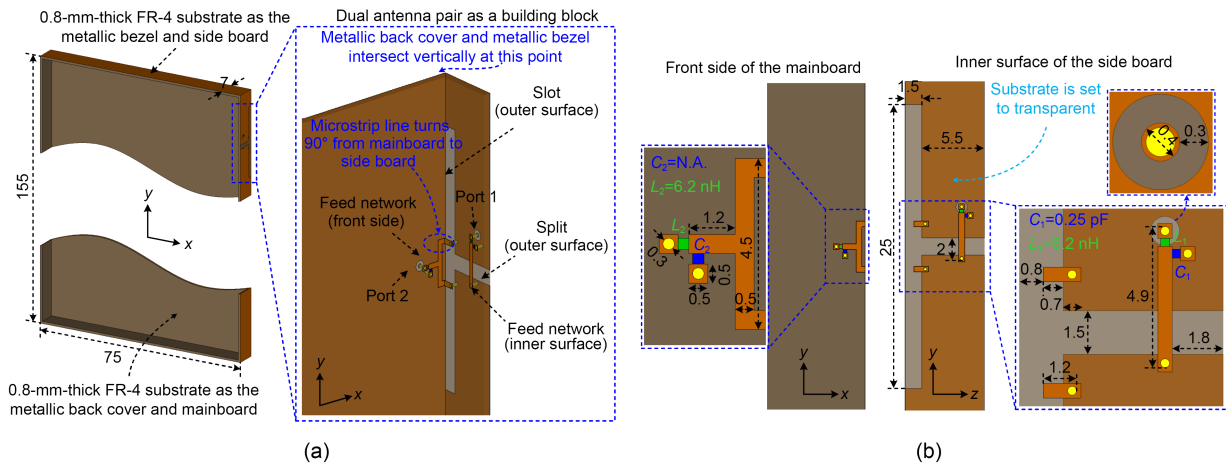 0.8-mm-thick FR-4 substrate as the
metallic bezel and side board
7
155
y
x
75
0.8-mm-thick FR-4 substrate as the
metallic back cover and mainboard
Dual antenna pair as a building block
Metallic back cover and metallic bezel
intersect vertically at this point
Slot
(outer surface)
Microstrip line turns
90° from mainboard to
side board
Port 1
Feed network
(front side)
Split
(outer surface)
Port 2
Feed network
(inner surface)
y
x
(a)
Front side of the mainboard
C2=N.A.
L2=6.2 nH
1.2
L2
C2
0.3
4.5
0.5
0.5
0.5
y
x
Inner surface of the side board
1.5
Substrate is set
to transparent
5.5
25
2
y
z
0.4
0.3
C1=0.25 pF
C1
0.8
0.7
4.9
1.5
1.8
1.2
(b)